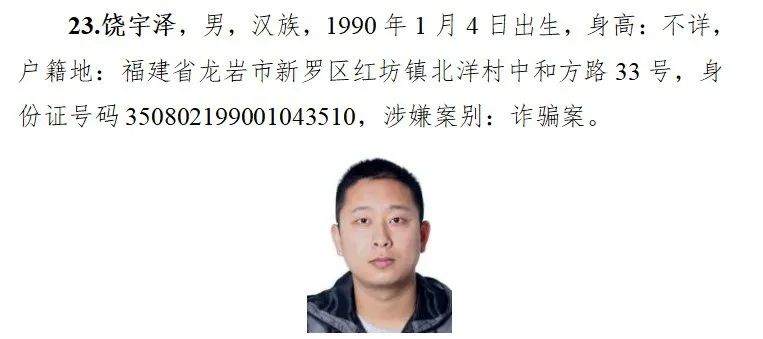 23.饶宇泽，男，汉族，1990 年 1 月 4 日出生，身高：不详，
户籍地：福建省龙岩市新罗区红坊镇北洋村中和方路 33 号，身
份证号码 350802199001043510，涉嫌案别：诈骗案。